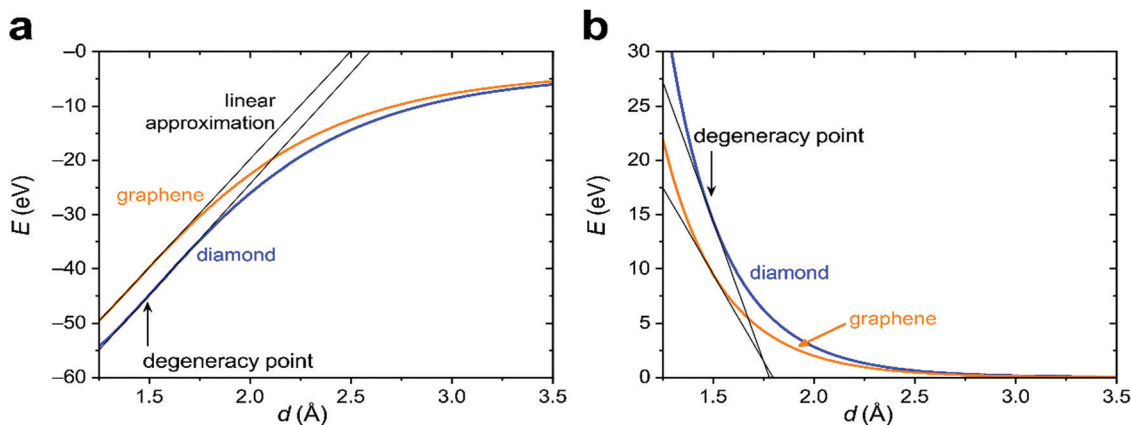 a
–0
–10
–20
–30
–40
–50
–60
E (eV)
1.5 2.0 2.5 3.0 3.5
d (Å)
linear
approximation
graphene
diamond
degeneracy point
b
30
25
20
15
10
5
0
E (eV)
1.5 2.0 2.5 3.0 3.5
d (Å)
degeneracy point
diamond
graphene